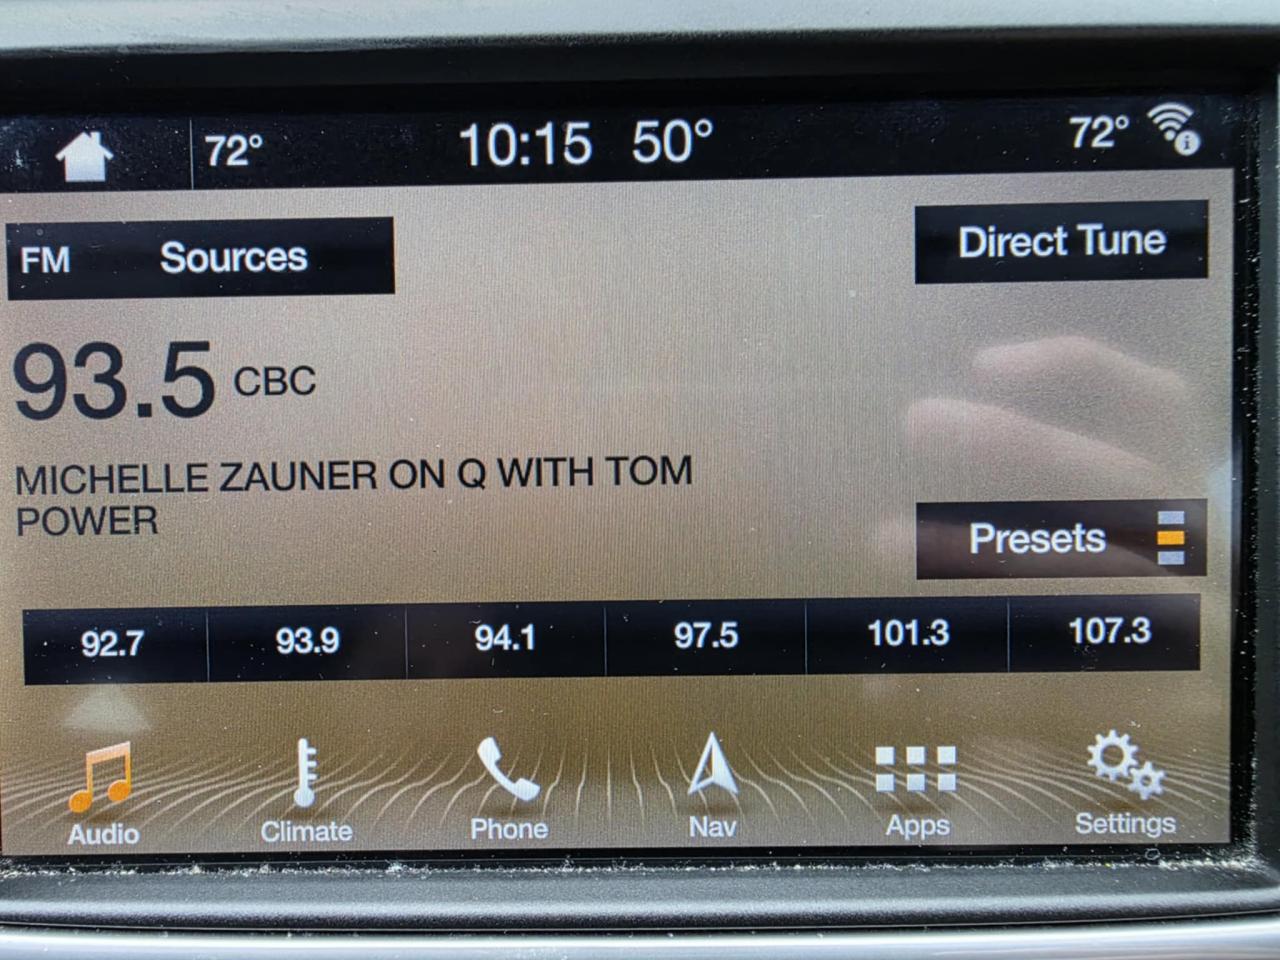 72° 10:15 50° 72°
FM Sources Direct Tune
93.5 CBC
MICHELLE ZAUNER ON Q WITH TOM
POWER
Presets
92.7 93.9 94.1 97.5 101.3 107.3
Audio Climate Phone Nav Apps Settings